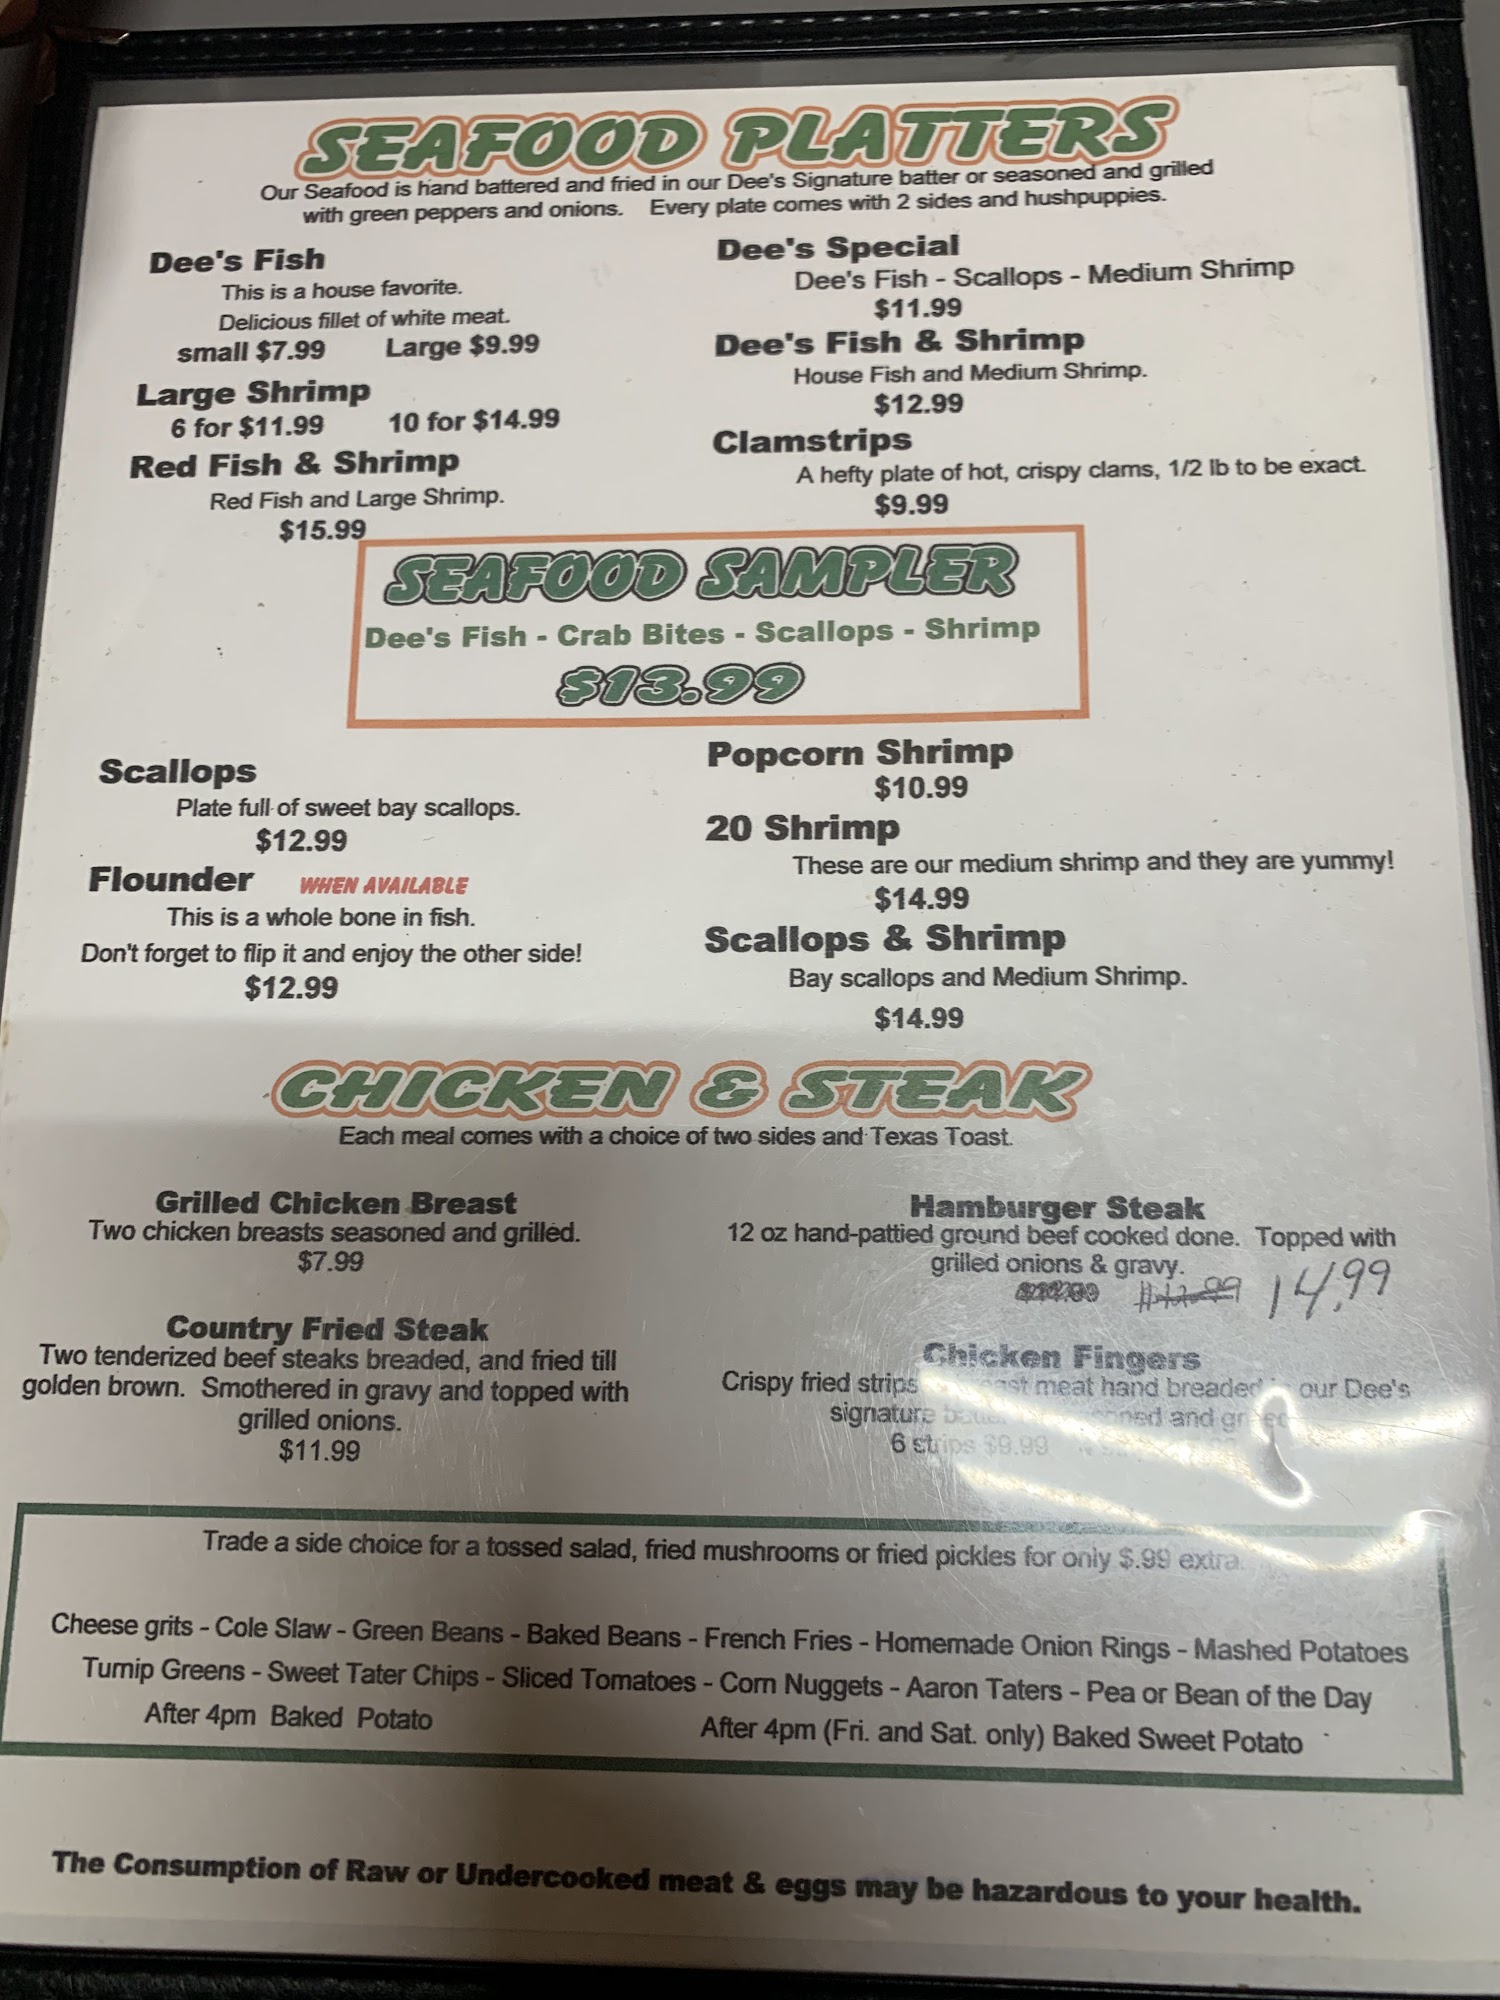 SEAFOOD PLATTERS
Our Seafood is hand battered and fried in our Dee's Signature batter or seasoned and grilled
with green peppers and onions. Every plate comes with 2 sides and hushpuppies.
Dee's Fish
This is a house favorite.
Delicious fillet of white meat.
small $7.99 Large $9.99
Large Shrimp
6 for $11.99 10 for $14.99
Red Fish & Shrimp
Red Fish and Large Shrimp.
$15.99
Dee's Special
Dee's Fish - Scallops - Medium Shrimp
$11.99
Dee's Fish & Shrimp
House Fish and Medium Shrimp.
$12.99
Clamstrips
A hefty plate of hot, crispy clams, 1/2 lb to be exact.
$9.99
SEAFOOD SAMPLER
Dee's Fish - Crab Bites - Scallops - Shrimp
$13.99
Scallops
Plate full of sweet bay scallops.
$12.99
Flounder WHEN AVAILABLE
This is a whole bone in fish.
Don't forget to flip it and enjoy the other side!
$12.99
Popcorn Shrimp
$10.99
20 Shrimp
These are our medium shrimp and they are yummy!
$14.99
Scallops & Shrimp
Bay scallops and Medium Shrimp.
$14.99
CHICKEN & STEAK
Each meal comes with a choice of two sides and Texas Toast.
Grilled Chicken Breast
Two chicken breasts seasoned and grilled.
$7.99
Country Fried Steak
Two tenderized beef steaks breaded, and fried till
golden brown. Smothered in gravy and topped with
grilled onions.
$11.99
Hamburger Steak
12 oz hand-pattied ground beef cooked done. Topped with
grilled onions & gravy.
$12.99 14.99
Chicken Fingers
Crispy fried strips meat hand breaded our Dee's
signature and
6 strips $9.99
Trade a side choice for a tossed salad, fried mushrooms or fried pickles for only $.99 extra.
Cheese grits - Cole Slaw - Green Beans - Baked Beans - French Fries - Homemade Onion Rings - Mashed Potatoes
Turnip Greens - Sweet Tater Chips - Sliced Tomatoes - Corn Nuggets - Aaron Taters - Pea or Bean of the Day
After 4pm Baked Potato After 4pm (Fri. and Sat. only) Baked Sweet Potato
The Consumption of Raw or Undercooked meat & eggs may be hazardous to your health.